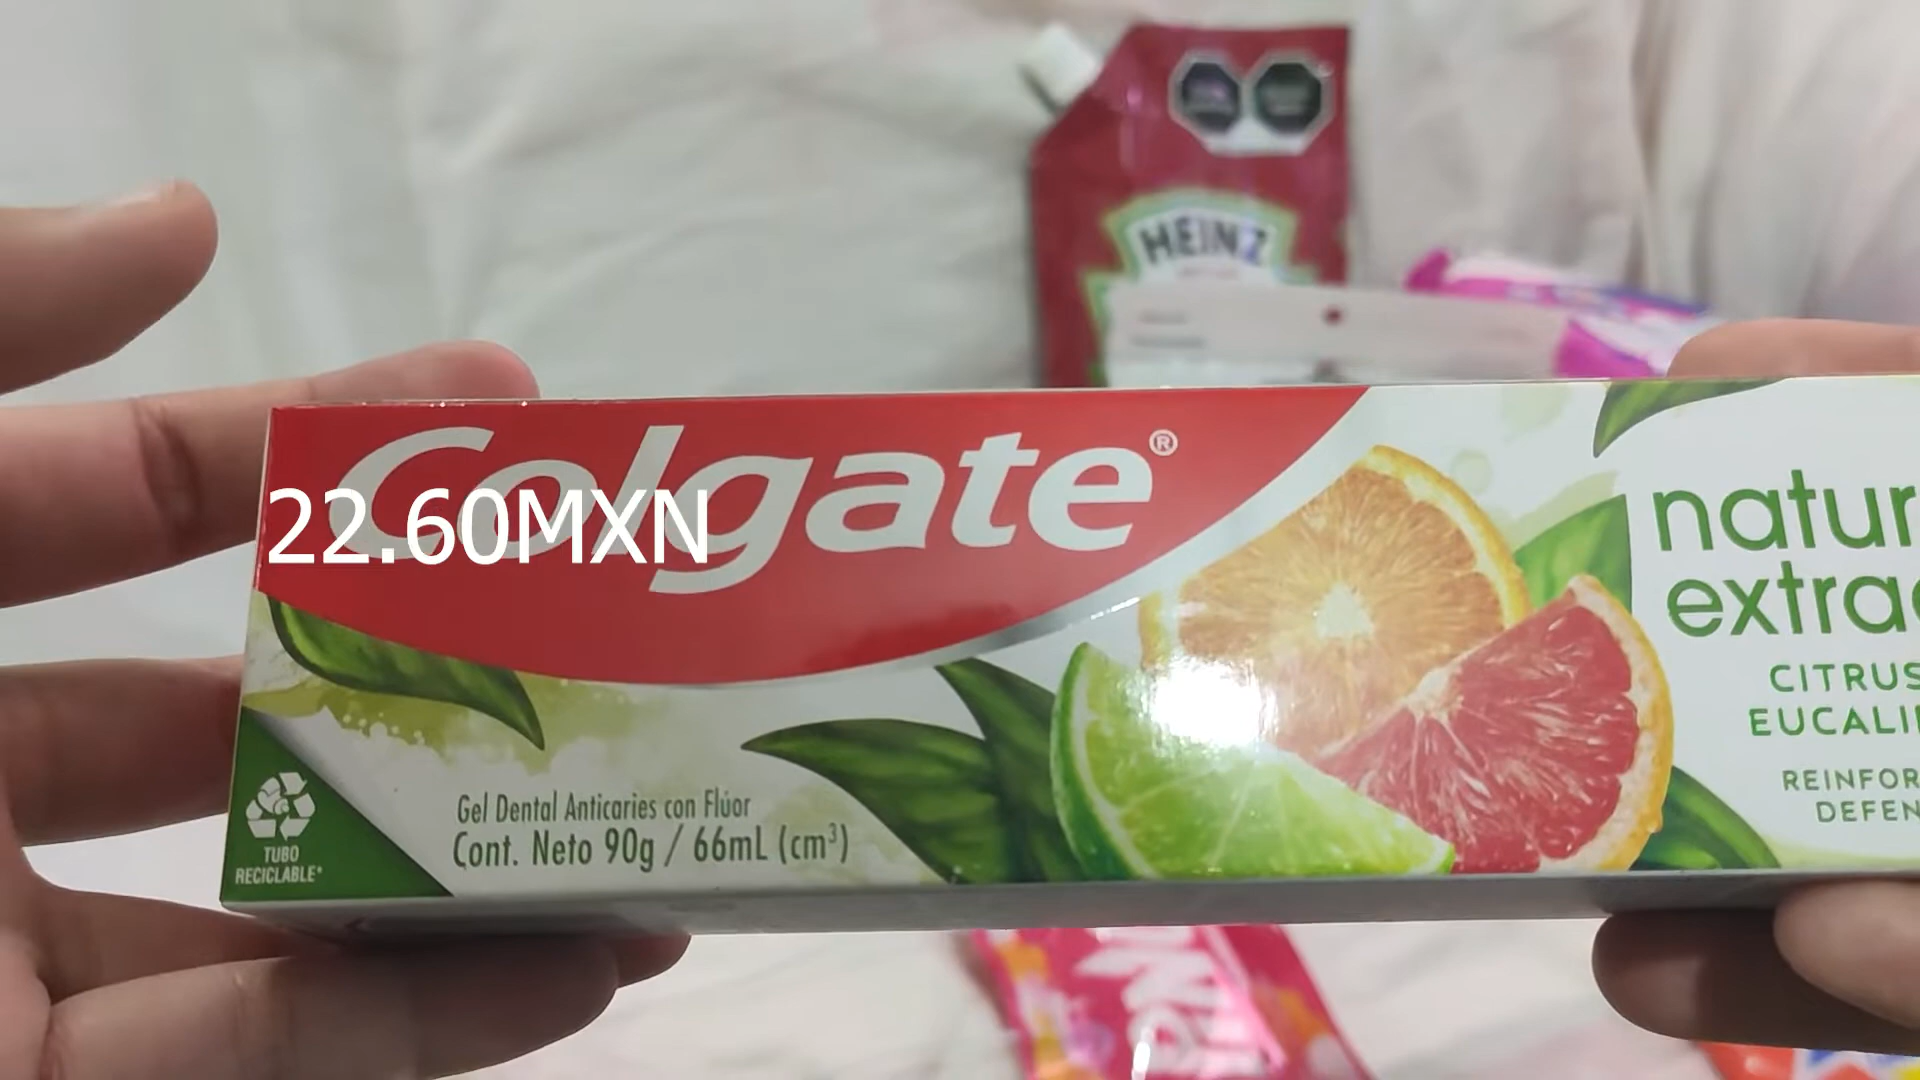 HEINZ
Colgate®
22.60MXN
natur
extrac
CITRUS
EUCALI
REINFOR
DEFEN
Gel Dental Anticaries con Flúor
Cont. Neto 90g / 66mL (cm³)
TUBO
RECICLABLE*